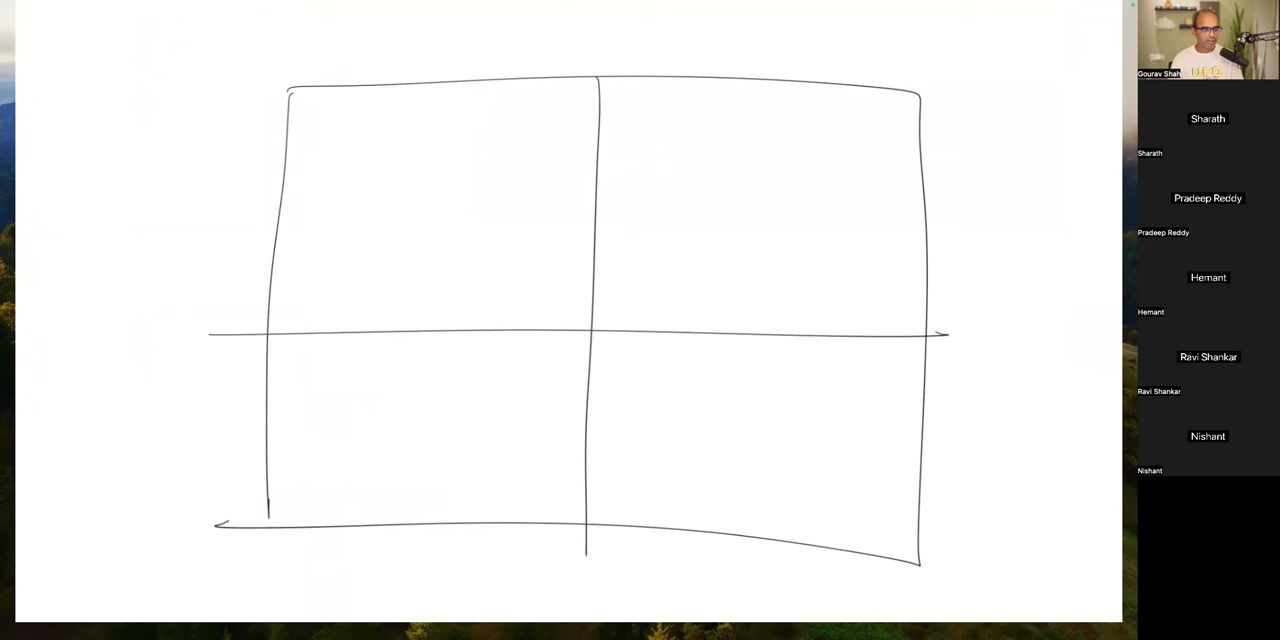 Gourav Shah
Sharath
Sharath
Pradeep Reddy
Pradeep Reddy
Hemant
Hemant
Ravi Shankar
Ravi Shankar
Nishant
Nishant